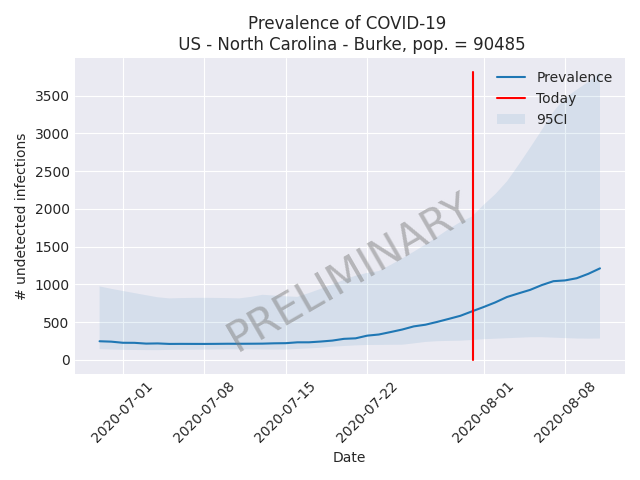 Prevalence of COVID-19
US - North Carolina - Burke, pop. = 90485
Prevalence
Today
95CI
3500
3000
2500
2000
1500
1000
500
0
# undetected infections
PRELIMINARY
2020-07-01
2020-07-08
2020-07-15
2020-07-22
2020-08-01
2020-08-08
Date